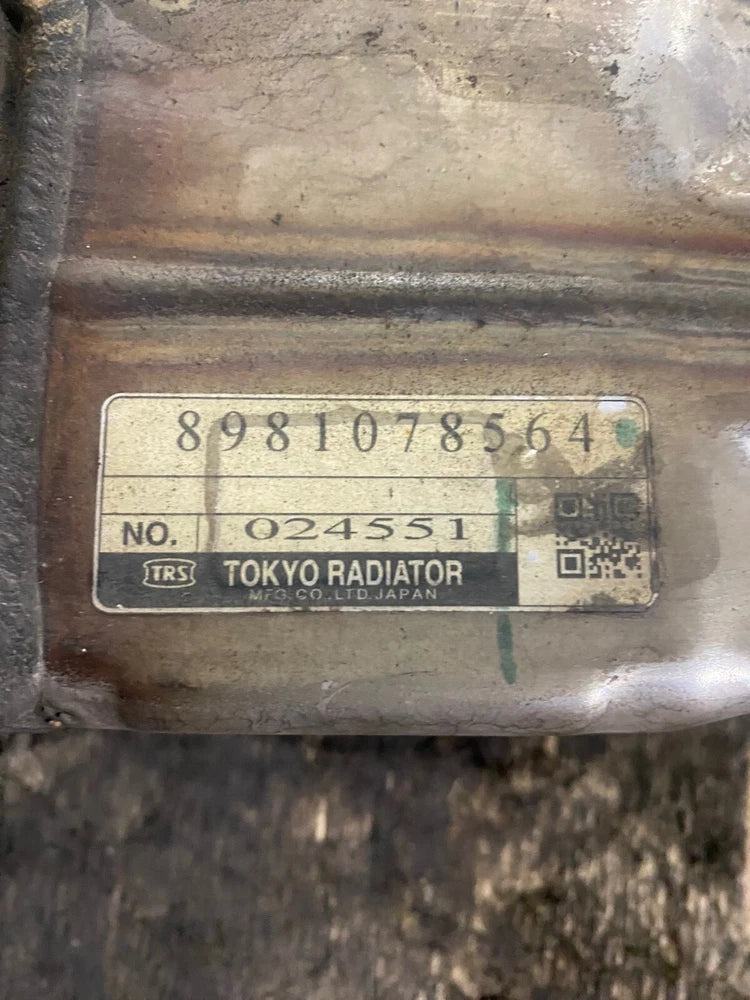 8981078564
NO. 024551
TRS TOKYO RADIATOR
MFG.CO.,LTD.JAPAN